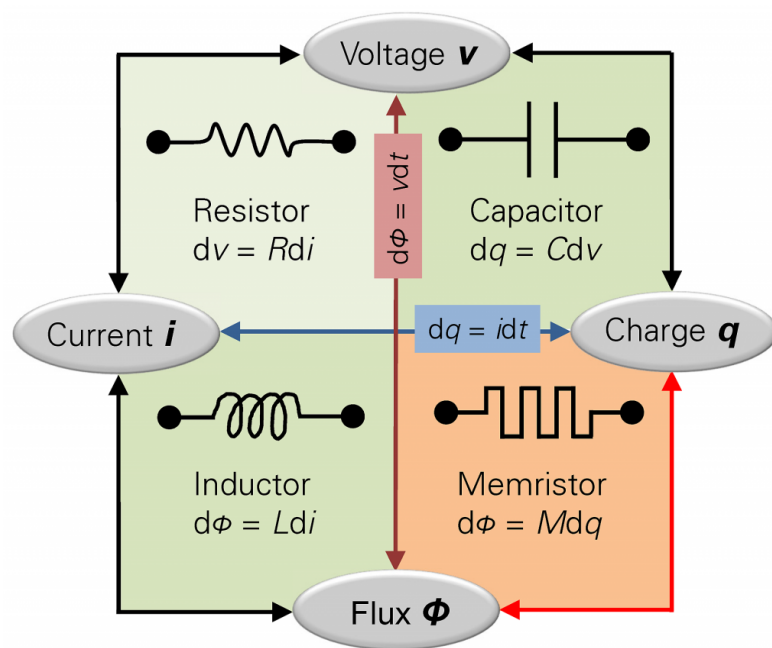 Voltage v
Resistor
dv = Rdi
dΦ = vdt
Capacitor
dq = Cdv
Current i
dq = idt
Charge q
Inductor
dΦ = Ldi
Memristor
dΦ = Mdq
Flux Φ